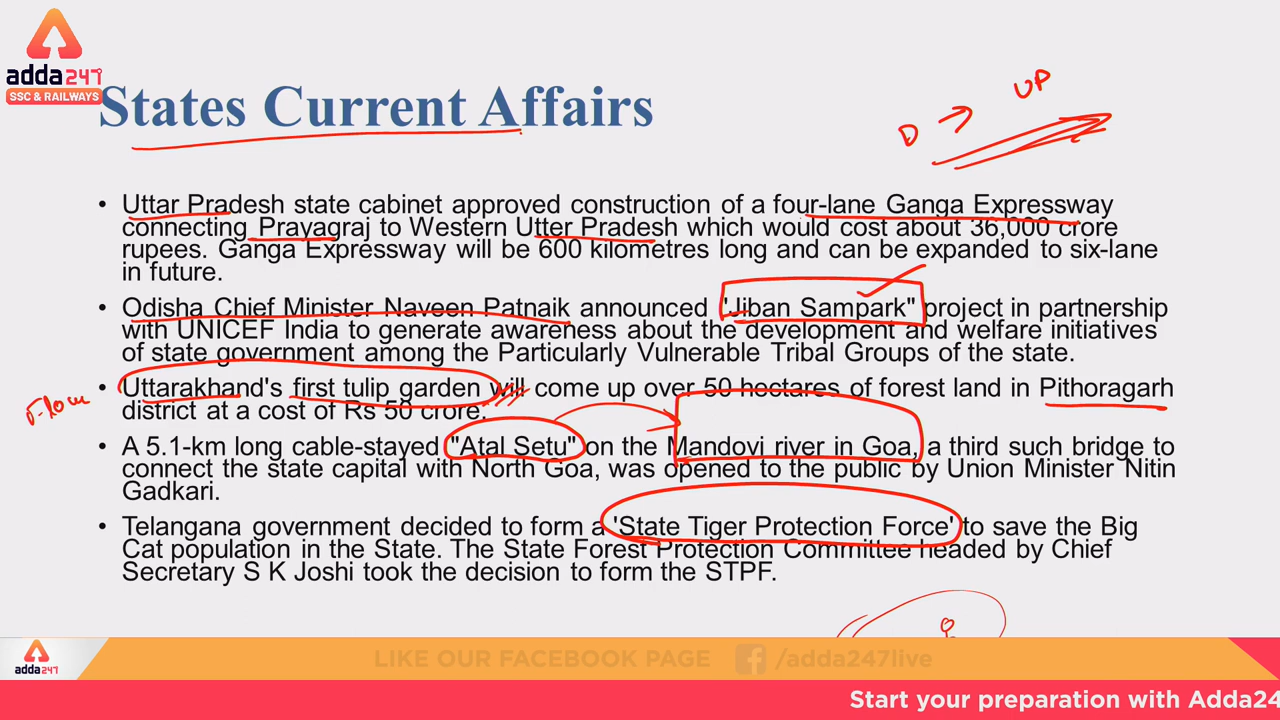 adda247
SSC & RAILWAYS
States Current Affairs
D → UP
• Uttar Pradesh state cabinet approved construction of a four-lane Ganga Expressway
connecting Prayagraj to Western Utter Pradesh which would cost about 36,000 crore
rupees. Ganga Expressway will be 600 kilometres long and can be expanded to six-lane
in future.
• Odisha Chief Minister Naveen Patnaik announced "Jiban Sampark" project in partnership
with UNICEF India to generate awareness about the development and welfare initiatives
of state government among the Particularly Vulnerable Tribal Groups of the state.
• Uttarakhand's first tulip garden will come up over 50 hectares of forest land in Pithoragarh
district at a cost of Rs 50 crore.
• A 5.1-km long cable-stayed "Atal Setu" on the Mandovi river in Goa, a third such bridge to
connect the state capital with North Goa, was opened to the public by Union Minister Nitin
Gadkari.
• Telangana government decided to form a 'State Tiger Protection Force' to save the Big
Cat population in the State. The State Forest Protection Committee headed by Chief
Secretary S K Joshi took the decision to form the STPF.
adda247
LIKE OUR FACEBOOK PAGE /adda247live
Start your preparation with Adda24